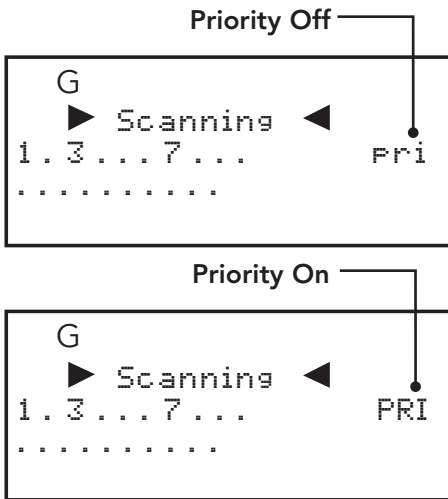 Priority Off
G
▶ Scanning ◀
1.3...7... pri
..........
Priority On
G
▶ Scanning ◀
1.3...7... PRI
..........